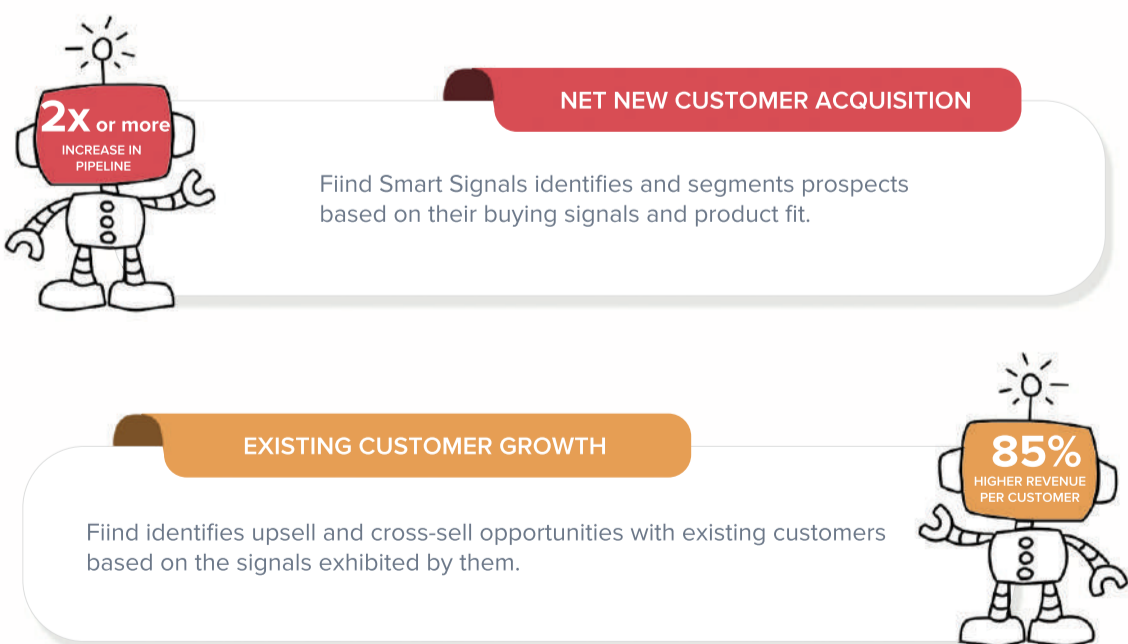 2x or more
INCREASE IN
PIPELINE
NET NEW CUSTOMER ACQUISITION
Fiind Smart Signals identifies and segments prospects
based on their buying signals and product fit.
EXISTING CUSTOMER GROWTH
Fiind identifies upsell and cross-sell opportunities with existing customers
based on the signals exhibited by them.
85%
HIGHER REVENUE
PER CUSTOMER